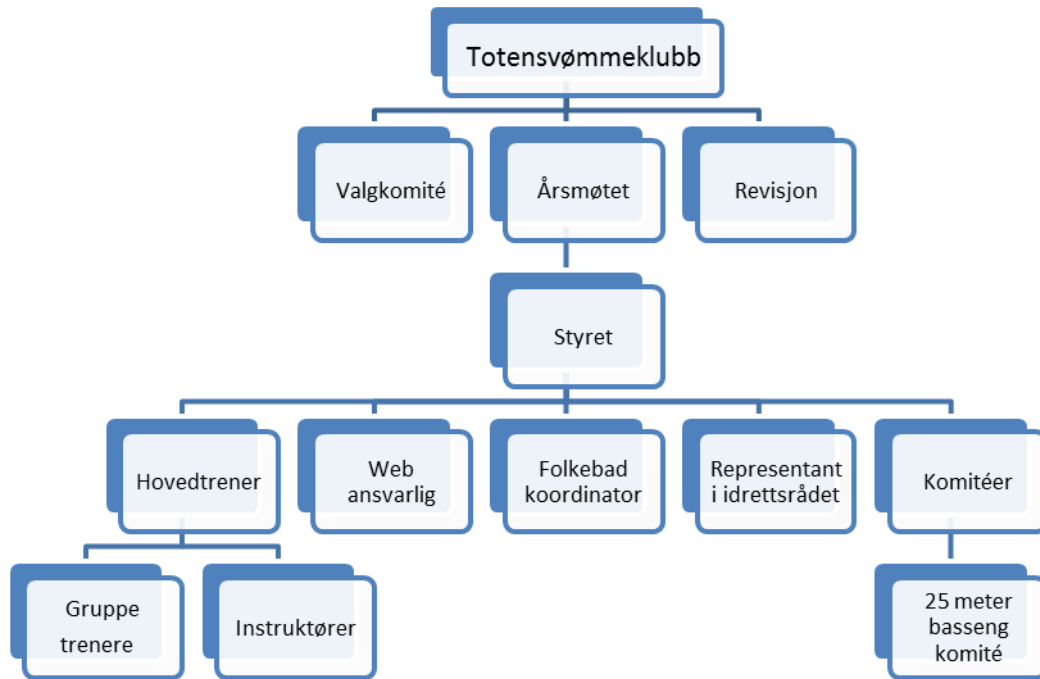 Totensvømmeklubb
Valgkomité
Årsmøtet
Revisjon
Styret
Hovedtrener
Web
ansvarlig
Folkebad
koordinator
Representant
i idrettsrådet
Komitéer
Gruppe
trenere
Instruktører
25 meter
basseng
komité